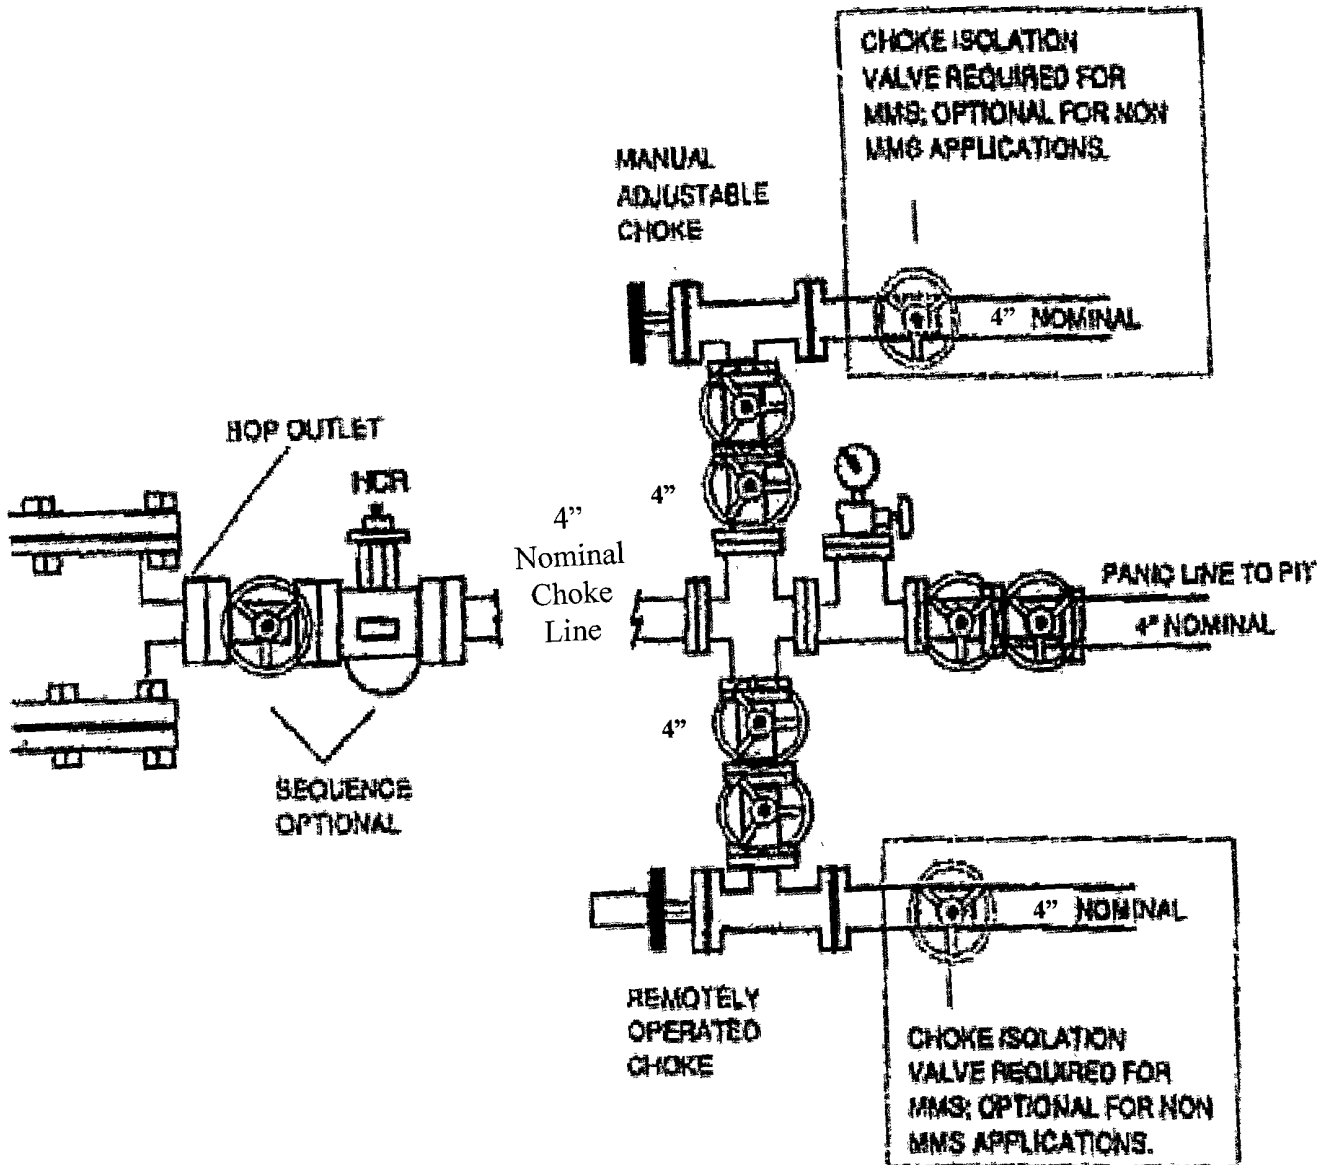 CHOKE ISOLATION
VALVE REQUIRED FOR
MMS; OPTIONAL FOR NON
MMS APPLICATIONS.
MANUAL
ADJUSTABLE
CHOKE
4” NOMINAL
BOP OUTLET
HCR
4”
4”
Nominal
Choke
Line
PANIC LINE TO PIT
4" NOMINAL
4”
SEQUENCE
OPTIONAL
4” NOMINAL
REMOTELY
OPERATED
CHOKE
CHOKE ISOLATION
VALVE REQUIRED FOR
MMS; OPTIONAL FOR NON
MMS APPLICATIONS.